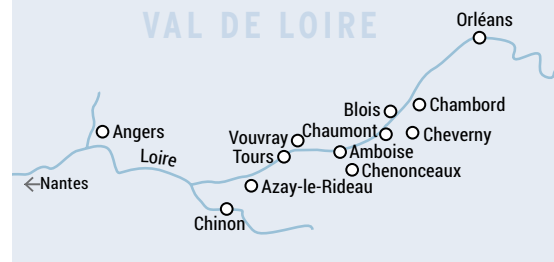 VAL DE LOIRE
Orléans
Blois
Chambord
Chaumont
Cheverny
Angers
Vouvray
Tours
Amboise
Loire
Chenonceaux
Nantes
Azay-le-Rideau
Chinon